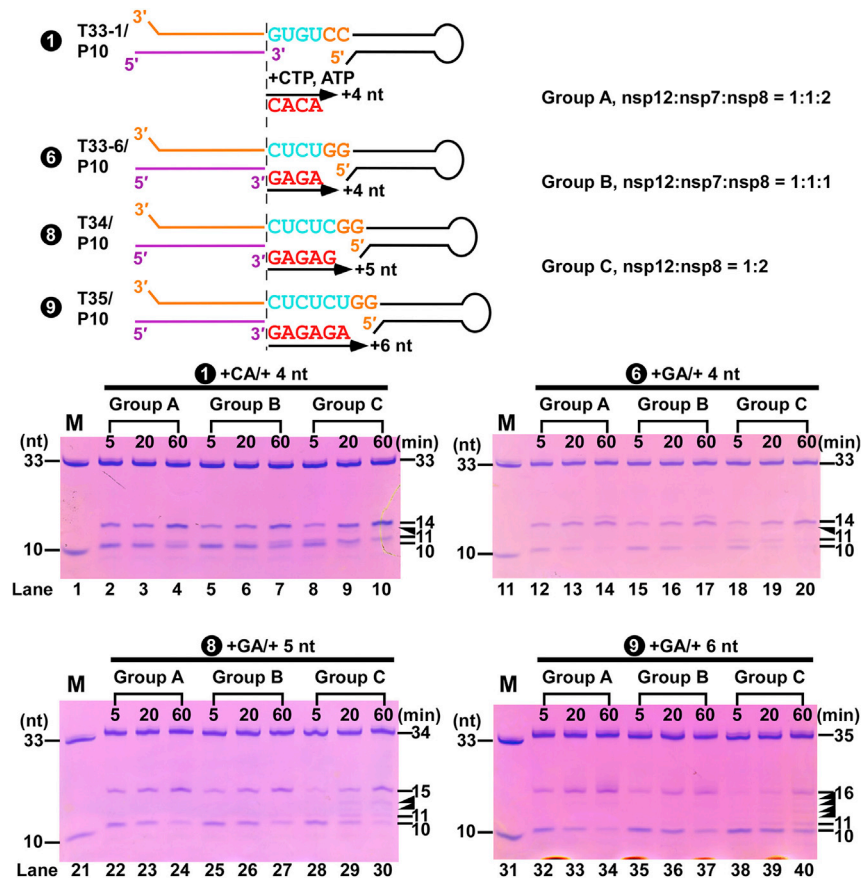 ❶ T33-1/
P10
3′
5′
GUGUCC
3′
5′
+CTP, ATP
+4 nt
CACA
Group A, nsp12:nsp7:nsp8 = 1:1:2
❻ T33-6/
P10
3′
CUCUGG
5′
3′
GAGA
5′
+4 nt
Group B, nsp12:nsp7:nsp8 = 1:1:1
❽ T34/
P10
3′
CUCUCGG
5′
3′
GAGAG
5′
+5 nt
Group C, nsp12:nsp8 = 1:2
❾ T35/
P10
3′
CUCUCUGG
5′
3′
GAGAGA
5′
+6 nt
❶ +CA/+ 4 nt
Group A Group B Group C
M
(nt) 5 20 60 5 20 60 5 20 60 (min)
33 33
14
11
10 10
Lane 1 2 3 4 5 6 7 8 9 10
❻ +GA/+ 4 nt
Group A Group B Group C
M
(nt) 5 20 60 5 20 60 5 20 60 (min)
33 33
14
11
10 10
11 12 13 14 15 16 17 18 19 20
❽ +GA/+ 5 nt
Group A Group B Group C
M
(nt) 5 20 60 5 20 60 5 20 60 (min)
33 34
15
11
10 10
Lane 21 22 23 24 25 26 27 28 29 30
❾ +GA/+ 6 nt
Group A Group B Group C
M
(nt) 5 20 60 5 20 60 5 20 60 (min)
33 35
16
11
10 10
31 32 33 34 35 36 37 38 39 40